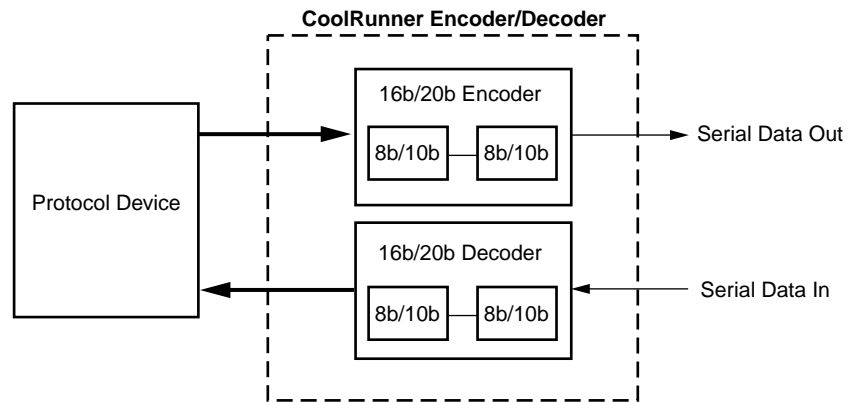 CoolRunner Encoder/Decoder
16b/20b Encoder
8b/10b
8b/10b
Serial Data Out
Protocol Device
16b/20b Decoder
8b/10b
8b/10b
Serial Data In